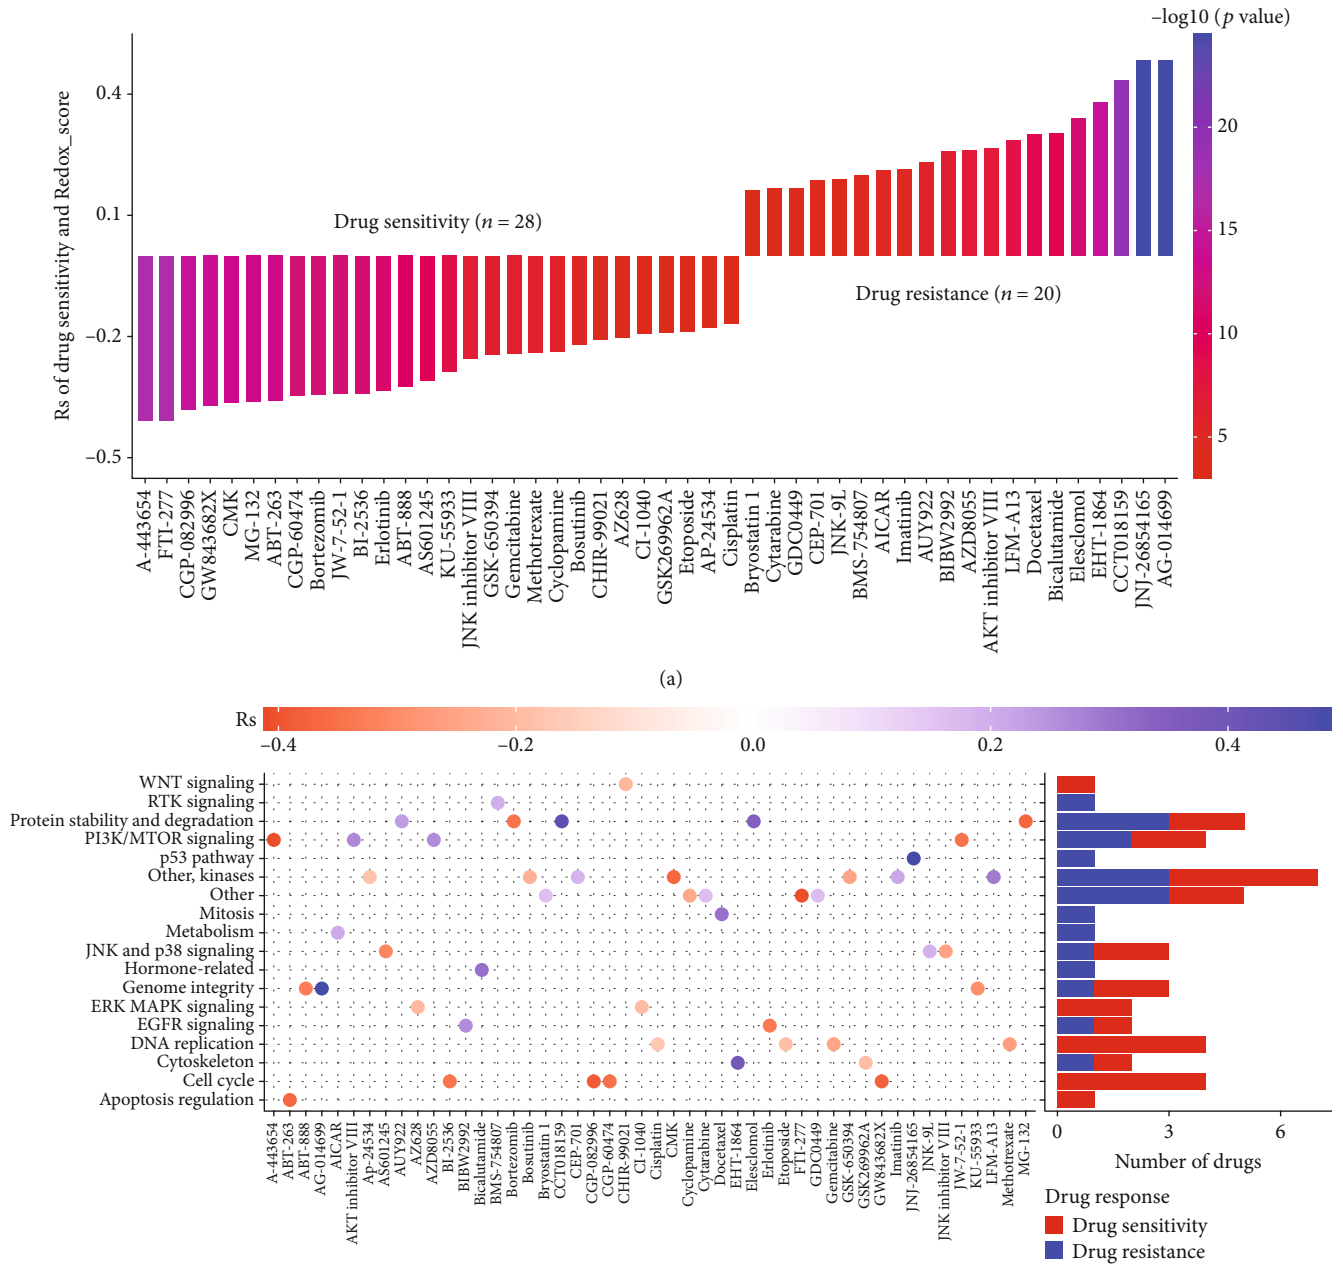 –log10 (p value)
Rs of drug sensitivity and Redox_score
0.4
0.1
–0.2
–0.5
Drug sensitivity (n = 28)
Drug resistance (n = 20)
20
15
10
5
A-443654
FTI-277
CGP-082996
GW843682X
CMK
MG-132
ABT-263
CGP-60474
Bortezomib
JW-7-52-1
BI-2536
Erlotinib
ABT-888
AS601245
KU-55933
JNK inhibitor VIII
GSK-650394
Gemcitabine
Methotrexate
Cyclopamine
Bosutinib
CHIR-99021
AZ628
CI-1040
GSK269962A
Etoposide
AP-24534
Cisplatin
Bryostatin 1
Cytarabine
GDC0449
CEP-701
JNK-9L
BMS-754807
AICAR
Imatinib
AUY922
BIBW2992
AZD8055
AKT inhibitor VIII
LFM-A13
Docetaxel
Bicalutamide
Elesclomol
EHT-1864
CCT018159
JNJ-26854165
AG-014699
(a)
Rs
–0.4
–0.2
0.0
0.2
0.4
WNT signaling
RTK signaling
Protein stability and degradation
PI3K/MTOR signaling
p53 pathway
Other, kinases
Other
Mitosis
Metabolism
JNK and p38 signaling
Hormone-related
Genome integrity
ERK MAPK signaling
EGFR signaling
DNA replication
Cytoskeleton
Cell cycle
Apoptosis regulation
A-443654
ABT-263
ABT-888
AG-014699
AICAR
AKT inhibitor VIII
Ap-24534
AS601245
AUY922
AZ628
AZD8055
BI-2536
BIBW2992
Bicalutamide
BMS-754807
Bortezomib
Bosutinib
Bryostatin 1
CCT018159
CEP-701
CGP-082996
CGP-60474
CHIR-99021
CI-1040
Cisplatin
CMK
Cyclopamine
Cytarabine
Docetaxel
EHT-1864
Elesclomol
Erlotinib
Etoposide
FTI-277
GDC0449
Gemcitabine
GSK-650394
GSK269962A
GW843682X
Imatinib
JNJ-26854165
JNK-9L
JNK inhibitor VIII
JW-7-52-1
KU-55933
LFM-A13
Methotrexate
MG-132
0
3
6
Number of drugs
Drug response
Drug sensitivity
Drug resistance